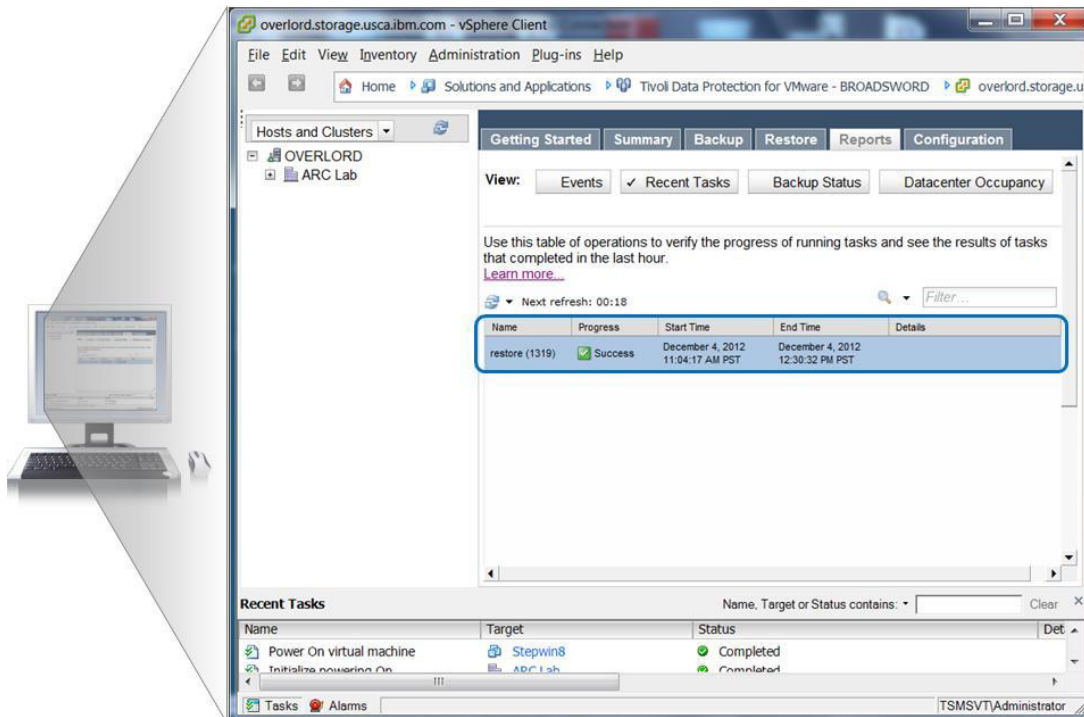 overlord.storage.usca.ibm.com - vSphere Client
File Edit View Inventory Administration Plug-ins Help
Home Solutions and Applications Tivoli Data Protection for VMware - BROADSWORD overlord.storage.u
Hosts and Clusters
OVERLORD
ARC Lab
Getting Started Summary Backup Restore Reports Configuration
View: Events ✓ Recent Tasks Backup Status Datacenter Occupancy
Use this table of operations to verify the progress of running tasks and see the results of tasks
that completed in the last hour.
Learn more...
Next refresh: 00:18 Filter...
Name Progress Start Time End Time Details
restore (1319) Success December 4, 2012 11:04:17 AM PST December 4, 2012 12:30:32 PM PST
Recent Tasks Name, Target or Status contains: Clear
Name Target Status Det
Power On virtual machine Stepwin8 Completed
Initialize powering On ARC Lab Completed
Tasks Alarms TSMSVT\Administrator